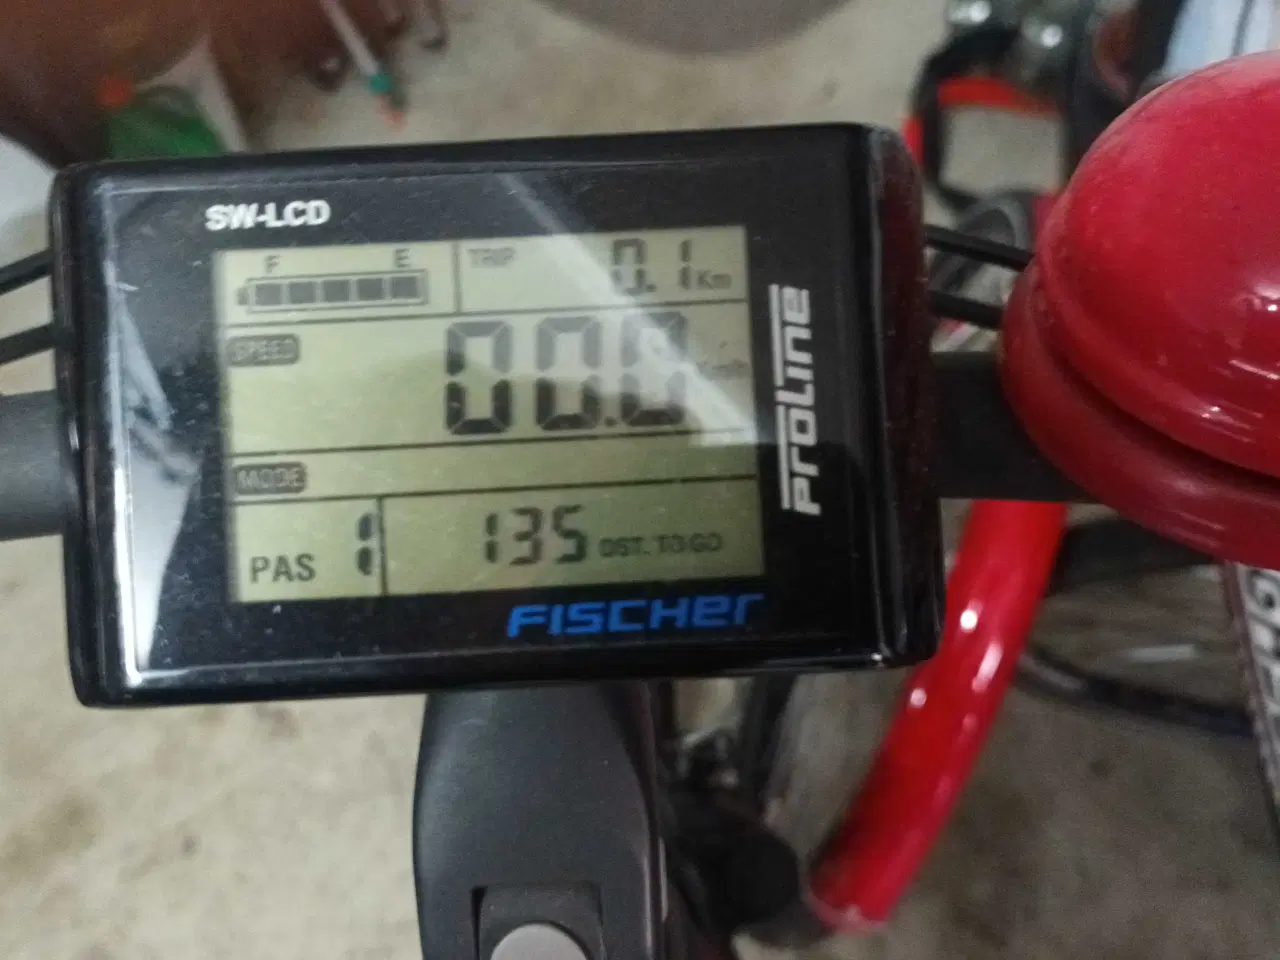 SW-LCD
F E
TRIP 0.1 Km
SPEED
00.0
MODE
PAS 1
135 DST. TO GO
PROLINE
FISCHER